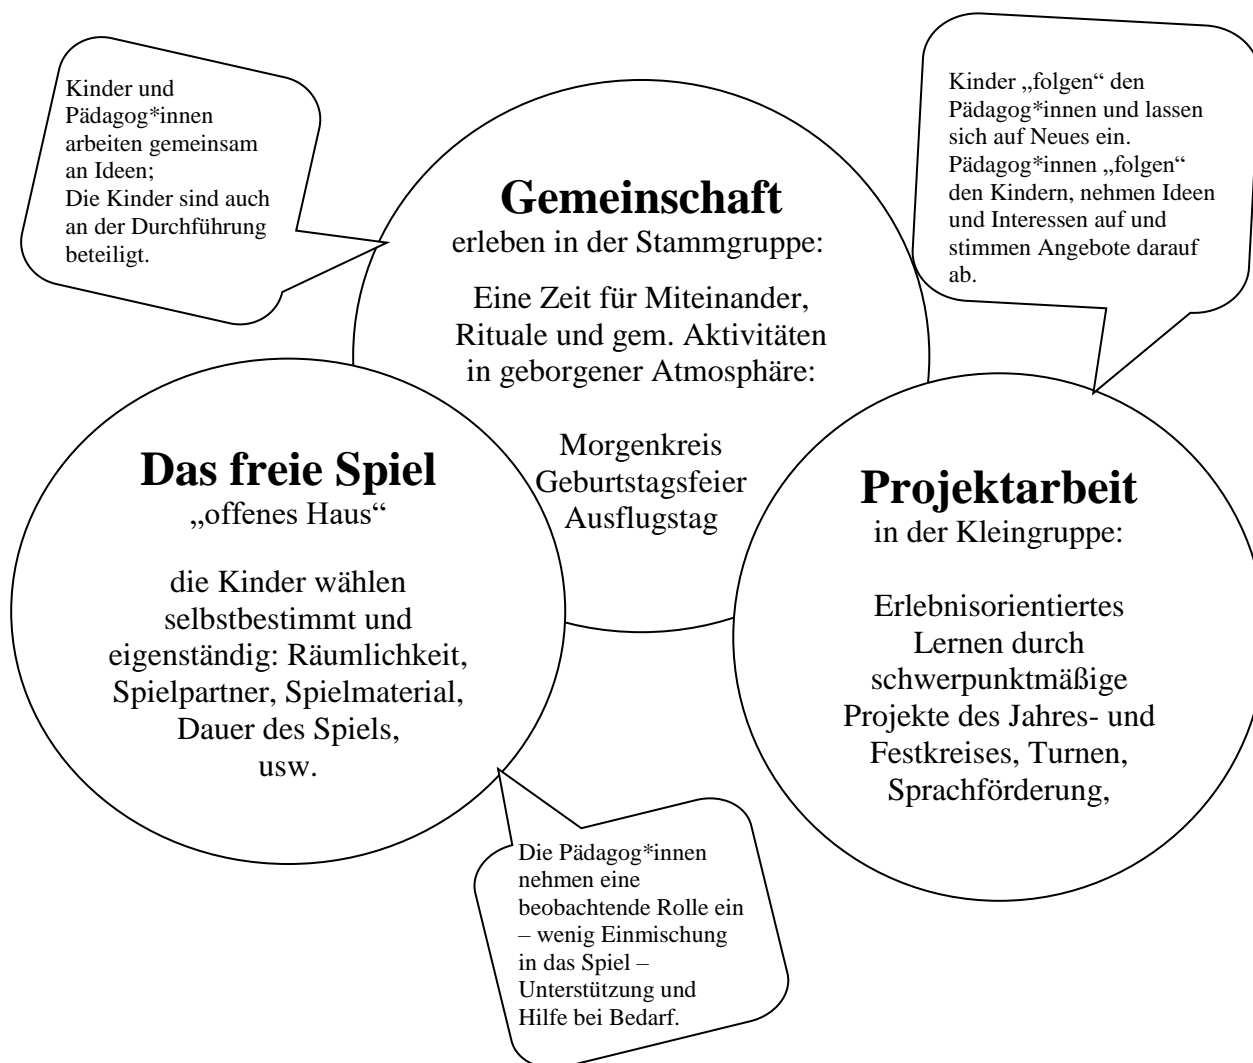 Kinder und
Pädagog*innen
arbeiten gemeinsam
an Ideen;
Die Kinder sind auch
an der Durchführung
beteiligt.
Gemeinschaft
erleben in der Stammgruppe:
Eine Zeit für Miteinander,
Rituale und gem. Aktivitäten
in geborgener Atmosphäre:
Morgenkreis
Geburtstagsfeier
Ausflugstag
Kinder „folgen“ den
Pädagog*innen und lassen
sich auf Neues ein.
Pädagog*innen „folgen“
den Kindern, nehmen Ideen
und Interessen auf und
stimmen Angebote darauf
ab.
Das freie Spiel
„offenes Haus“
die Kinder wählen
selbstbestimmt und
eigenständig: Räumlichkeit,
Spielpartner, Spielmaterial,
Dauer des Spiels,
usw.
Projektarbeit
in der Kleingruppe:
Erlebnisorientiertes
Lernen durch
schwerpunktmäßige
Projekte des Jahres- und
Festkreises, Turnen,
Sprachförderung,
Die Pädagog*innen
nehmen eine
beobachtende Rolle ein
– wenig Einmischung
in das Spiel –
Unterstützung und
Hilfe bei Bedarf.